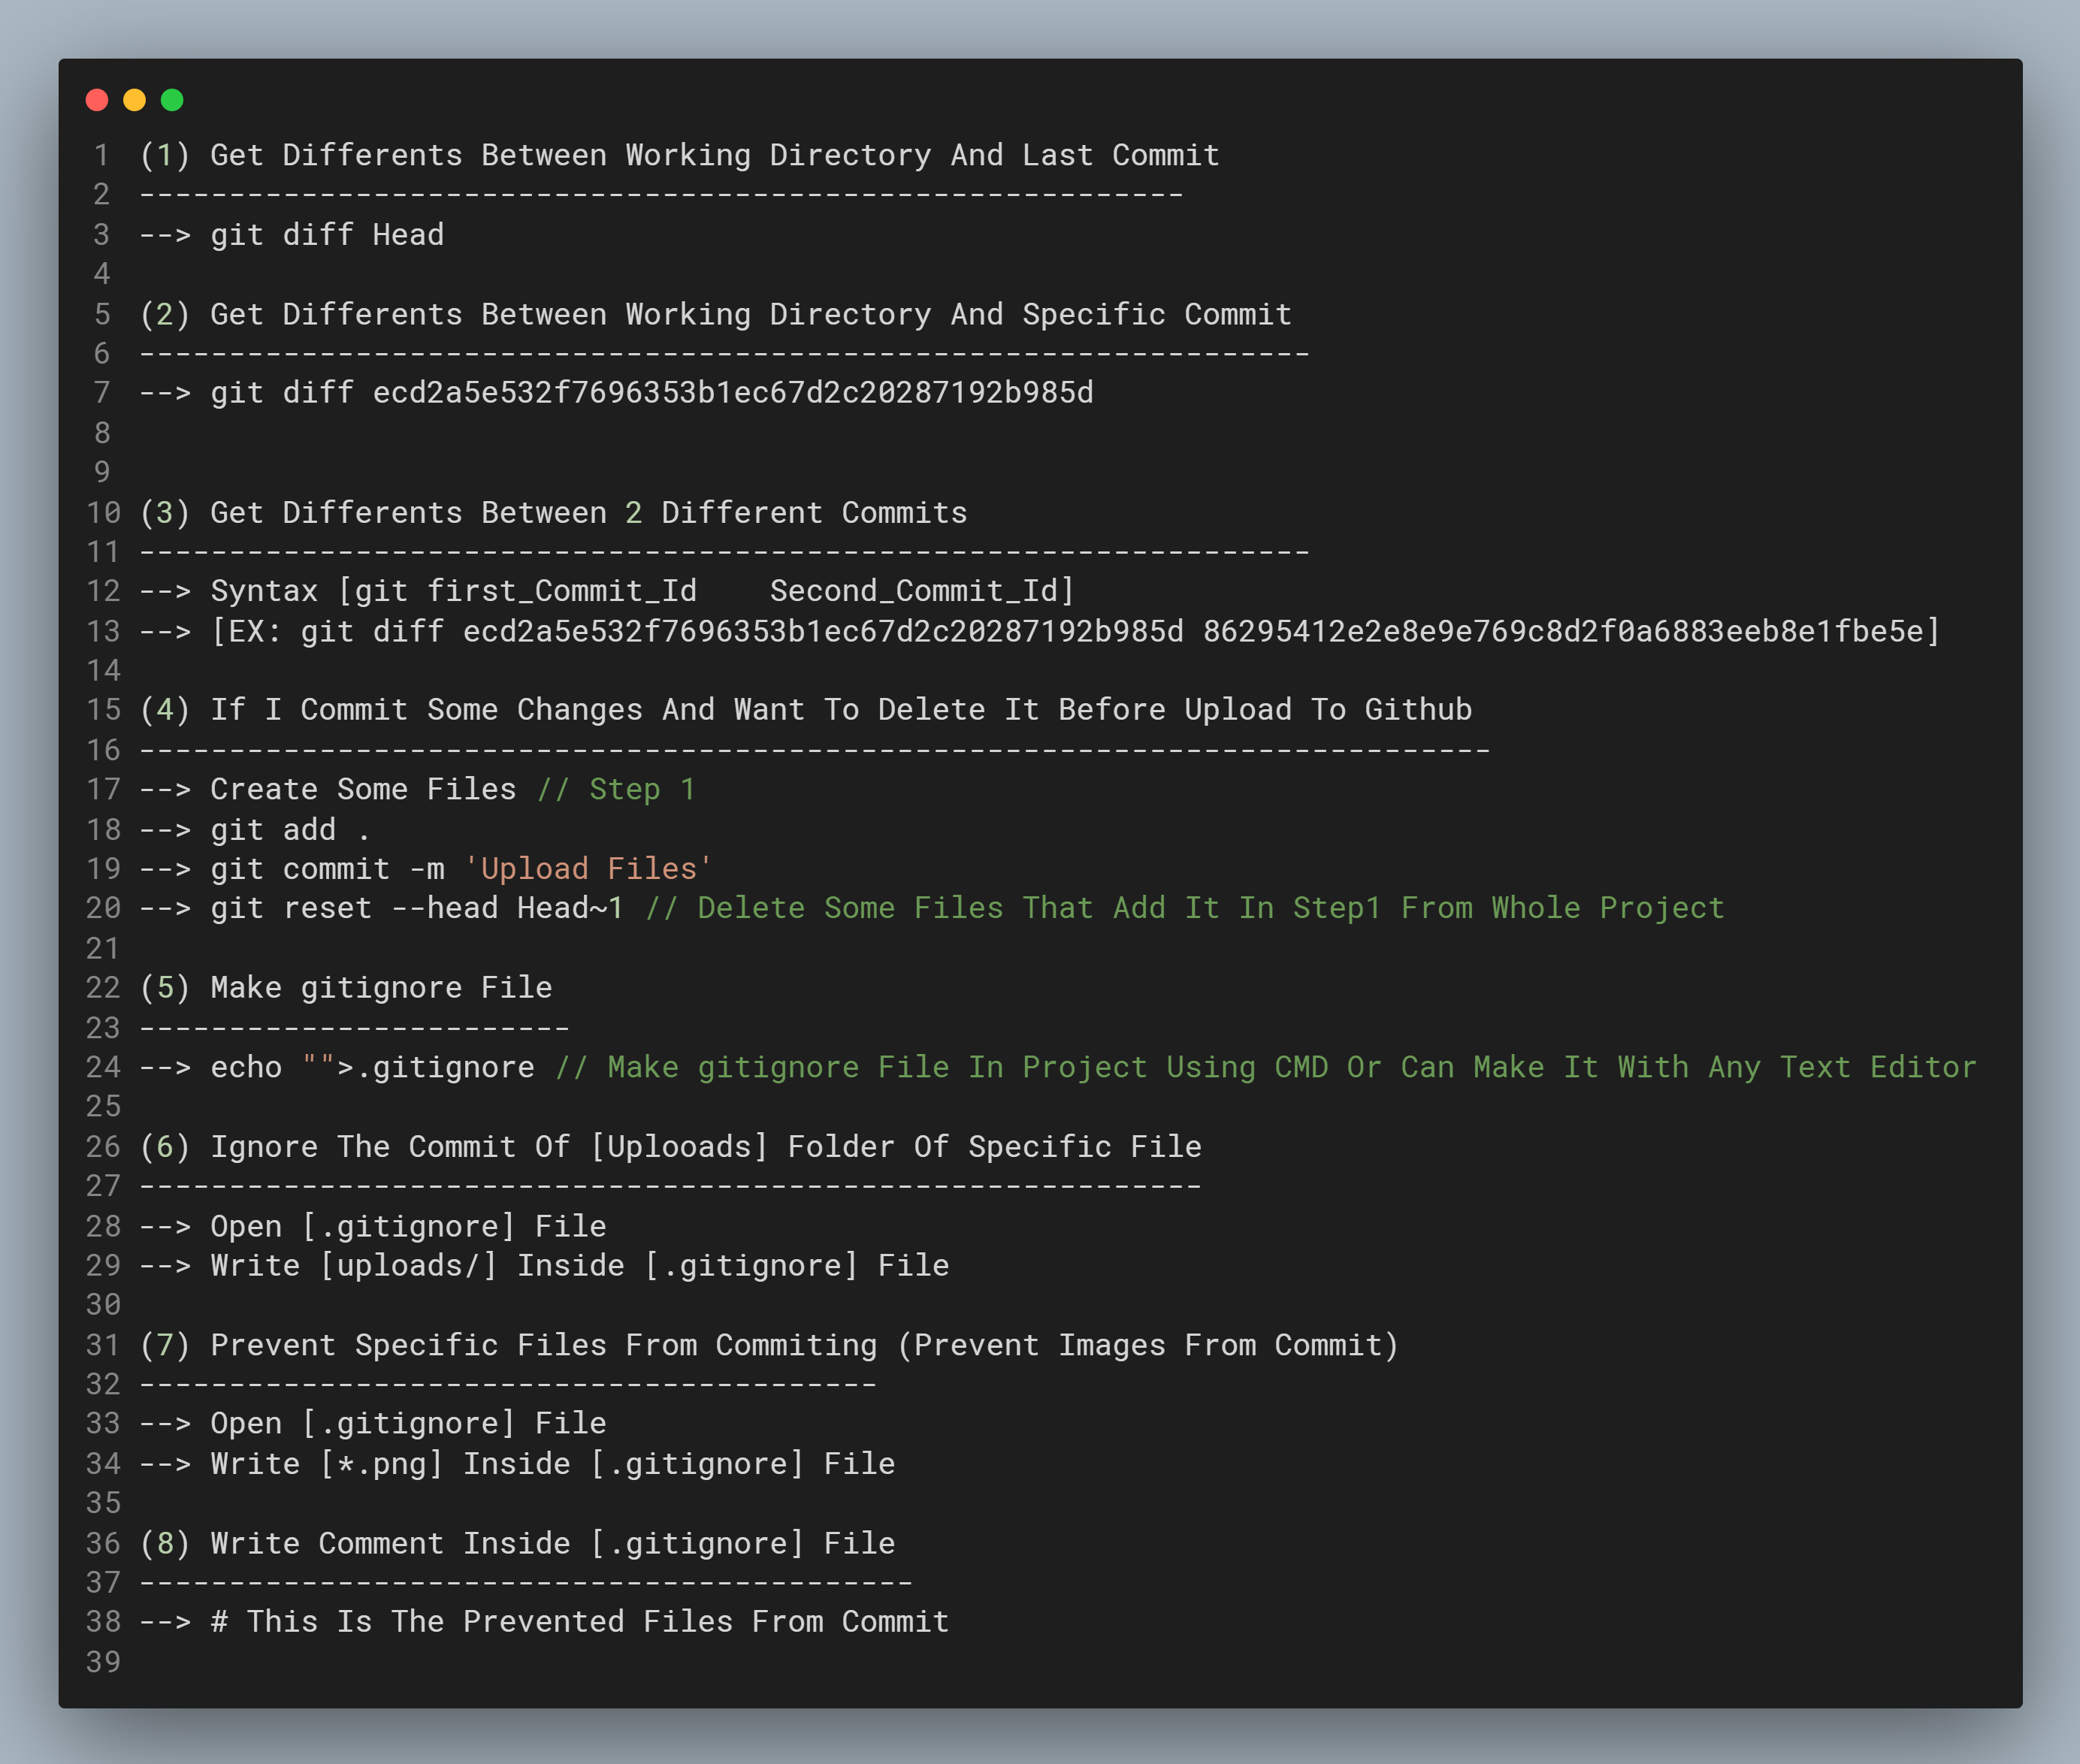 1 (1) Get Differents Between Working Directory And Last Commit
2 ----------------------------------------------------------
3 --> git diff Head
4
5 (2) Get Differents Between Working Directory And Specific Commit
6 -----------------------------------------------------------------
7 --> git diff ecd2a5e532f7696353b1ec67d2c20287192b985d
8
9
10 (3) Get Differents Between 2 Different Commits
11 -----------------------------------------------------------------
12 --> Syntax [git first_Commit_Id    Second_Commit_Id]
13 --> [EX: git diff ecd2a5e532f7696353b1ec67d2c20287192b985d 86295412e2e8e9e769c8d2f0a6883eeb8e1fbe5e]
14
15 (4) If I Commit Some Changes And Want To Delete It Before Upload To Github
16 ---------------------------------------------------------------------------
17 --> Create Some Files // Step 1
18 --> git add .
19 --> git commit -m 'Upload Files'
20 --> git reset --head Head~1 // Delete Some Files That Add It In Step1 From Whole Project
21
22 (5) Make gitignore File
23 ------------------------
24 --> echo "">.gitignore // Make gitignore File In Project Using CMD Or Can Make It With Any Text Editor
25
26 (6) Ignore The Commit Of [Uplooads] Folder Of Specific File
27 -----------------------------------------------------------
28 --> Open [.gitignore] File
29 --> Write [uploads/] Inside [.gitignore] File
30
31 (7) Prevent Specific Files From Commiting (Prevent Images From Commit)
32 -----------------------------------------
33 --> Open [.gitignore] File
34 --> Write [*.png] Inside [.gitignore] File
35
36 (8) Write Comment Inside [.gitignore] File
37 -------------------------------------------
38 --> # This Is The Prevented Files From Commit
39